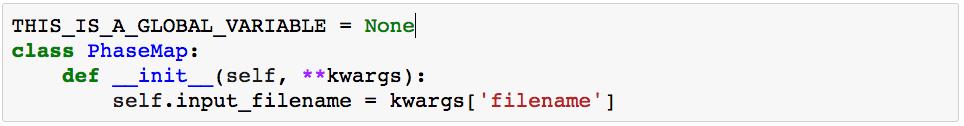 THIS_IS_A_GLOBAL_VARIABLE = None
class PhaseMap:
    def __init__(self, **kwargs):
        self.input_filename = kwargs['filename']